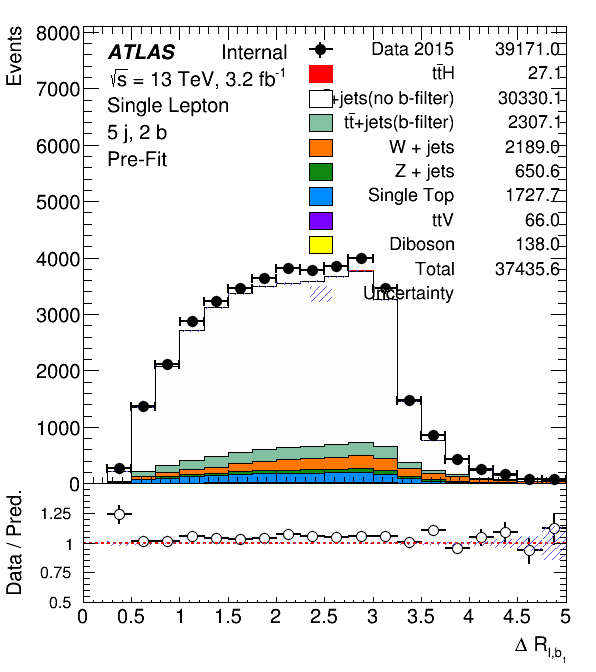 Events
8000
7000
6000
5000
4000
3000
2000
1000
0
ATLAS Internal
√s = 13 TeV, 3.2 fb-1
Single Lepton
5 j, 2 b
Pre-Fit
Data 2015 39171.0
tt̄H 27.1
+jets(no b-filter) 30330.1
tt̄+jets(b-filter) 2307.1
W + jets 2189.0
Z + jets 650.6
Single Top 1727.7
ttV 66.0
Diboson 138.0
Total 37435.6
Uncertainty
Data / Pred.
1.25
1
0.75
0.5
0 0.5 1 1.5 2 2.5 3 3.5 4 4.5 5
Δ R l,b1